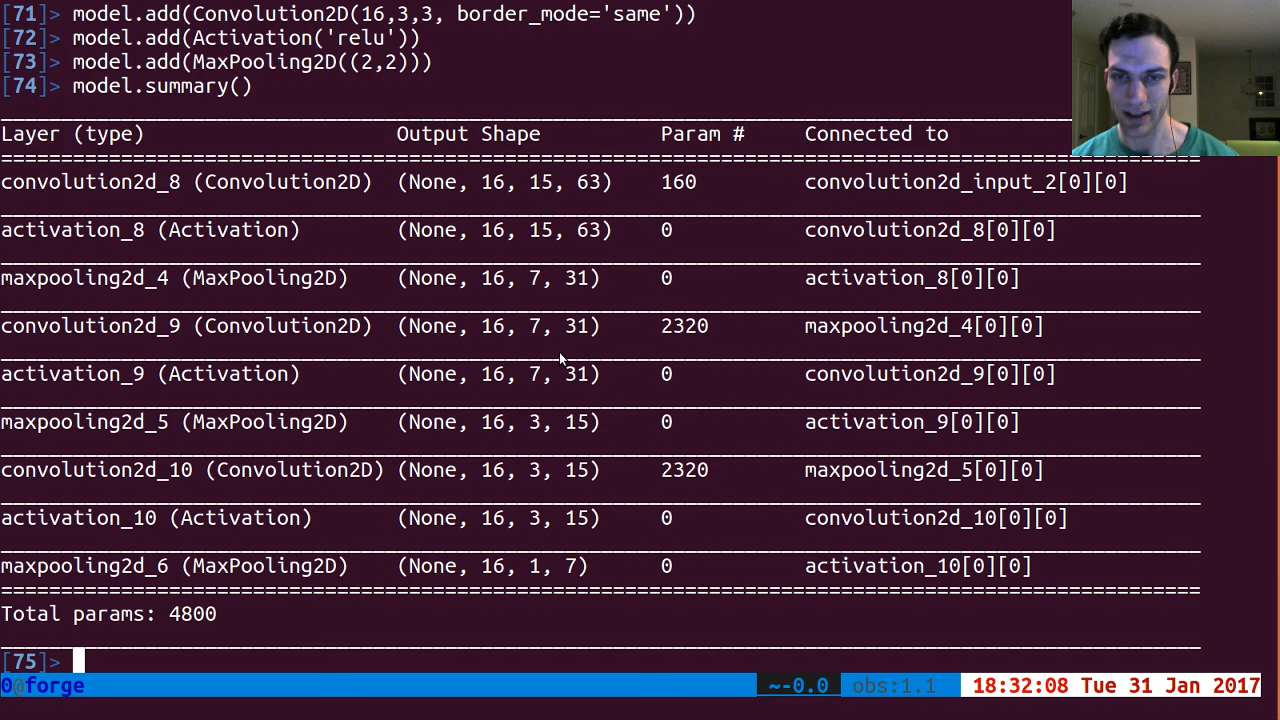 [71]> model.add(Convolution2D(16,3,3, border_mode='same'))
[72]> model.add(Activation('relu'))
[73]> model.add(MaxPooling2D((2,2)))
[74]> model.summary()
Layer (type) Output Shape Param # Connected to
convolution2d_8 (Convolution2D) (None, 16, 15, 63) 160 convolution2d_input_2[0][0]
activation_8 (Activation) (None, 16, 15, 63) 0 convolution2d_8[0][0]
maxpooling2d_4 (MaxPooling2D) (None, 16, 7, 31) 0 activation_8[0][0]
convolution2d_9 (Convolution2D) (None, 16, 7, 31) 2320 maxpooling2d_4[0][0]
activation_9 (Activation) (None, 16, 7, 31) 0 convolution2d_9[0][0]
maxpooling2d_5 (MaxPooling2D) (None, 16, 3, 15) 0 activation_9[0][0]
convolution2d_10 (Convolution2D) (None, 16, 3, 15) 2320 maxpooling2d_5[0][0]
activation_10 (Activation) (None, 16, 3, 15) 0 convolution2d_10[0][0]
maxpooling2d_6 (MaxPooling2D) (None, 16, 1, 7) 0 activation_10[0][0]
Total params: 4800
[75]>
0@forge ~-0.0 obs:1.1 18:32:08 Tue 31 Jan 2017